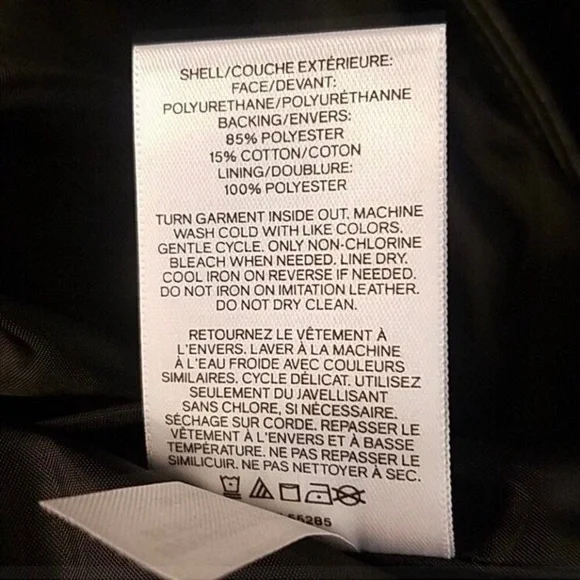 SHELL/COUCHE EXTÉRIEURE:
FACE/DEVANT:
POLYURETHANE/POLYURÉTHANNE
BACKING/ENVERS:
85% POLYESTER
15% COTTON/COTON
LINING/DOUBLURE:
100% POLYESTER
TURN GARMENT INSIDE OUT. MACHINE
WASH COLD WITH LIKE COLORS.
GENTLE CYCLE. ONLY NON-CHLORINE
BLEACH WHEN NEEDED. LINE DRY.
COOL IRON ON REVERSE IF NEEDED.
DO NOT IRON ON IMITATION LEATHER.
DO NOT DRY CLEAN.
RETOURNEZ LE VÊTEMENT À
L'ENVERS. LAVER À LA MACHINE
À L'EAU FROIDE AVEC COULEURS
SIMILAIRES. CYCLE DÉLICAT. UTILISEZ
SEULEMENT DU JAVELLISANT
SANS CHLORE, SI NÉCESSAIRE.
SÉCHAGE SUR CORDE. REPASSER LE
VÊTEMENT À L'ENVERS ET À BASSE
TEMPÉRATURE. NE PAS REPASSER LE
SIMILICUIR. NE PAS NETTOYER À SEC.
55285